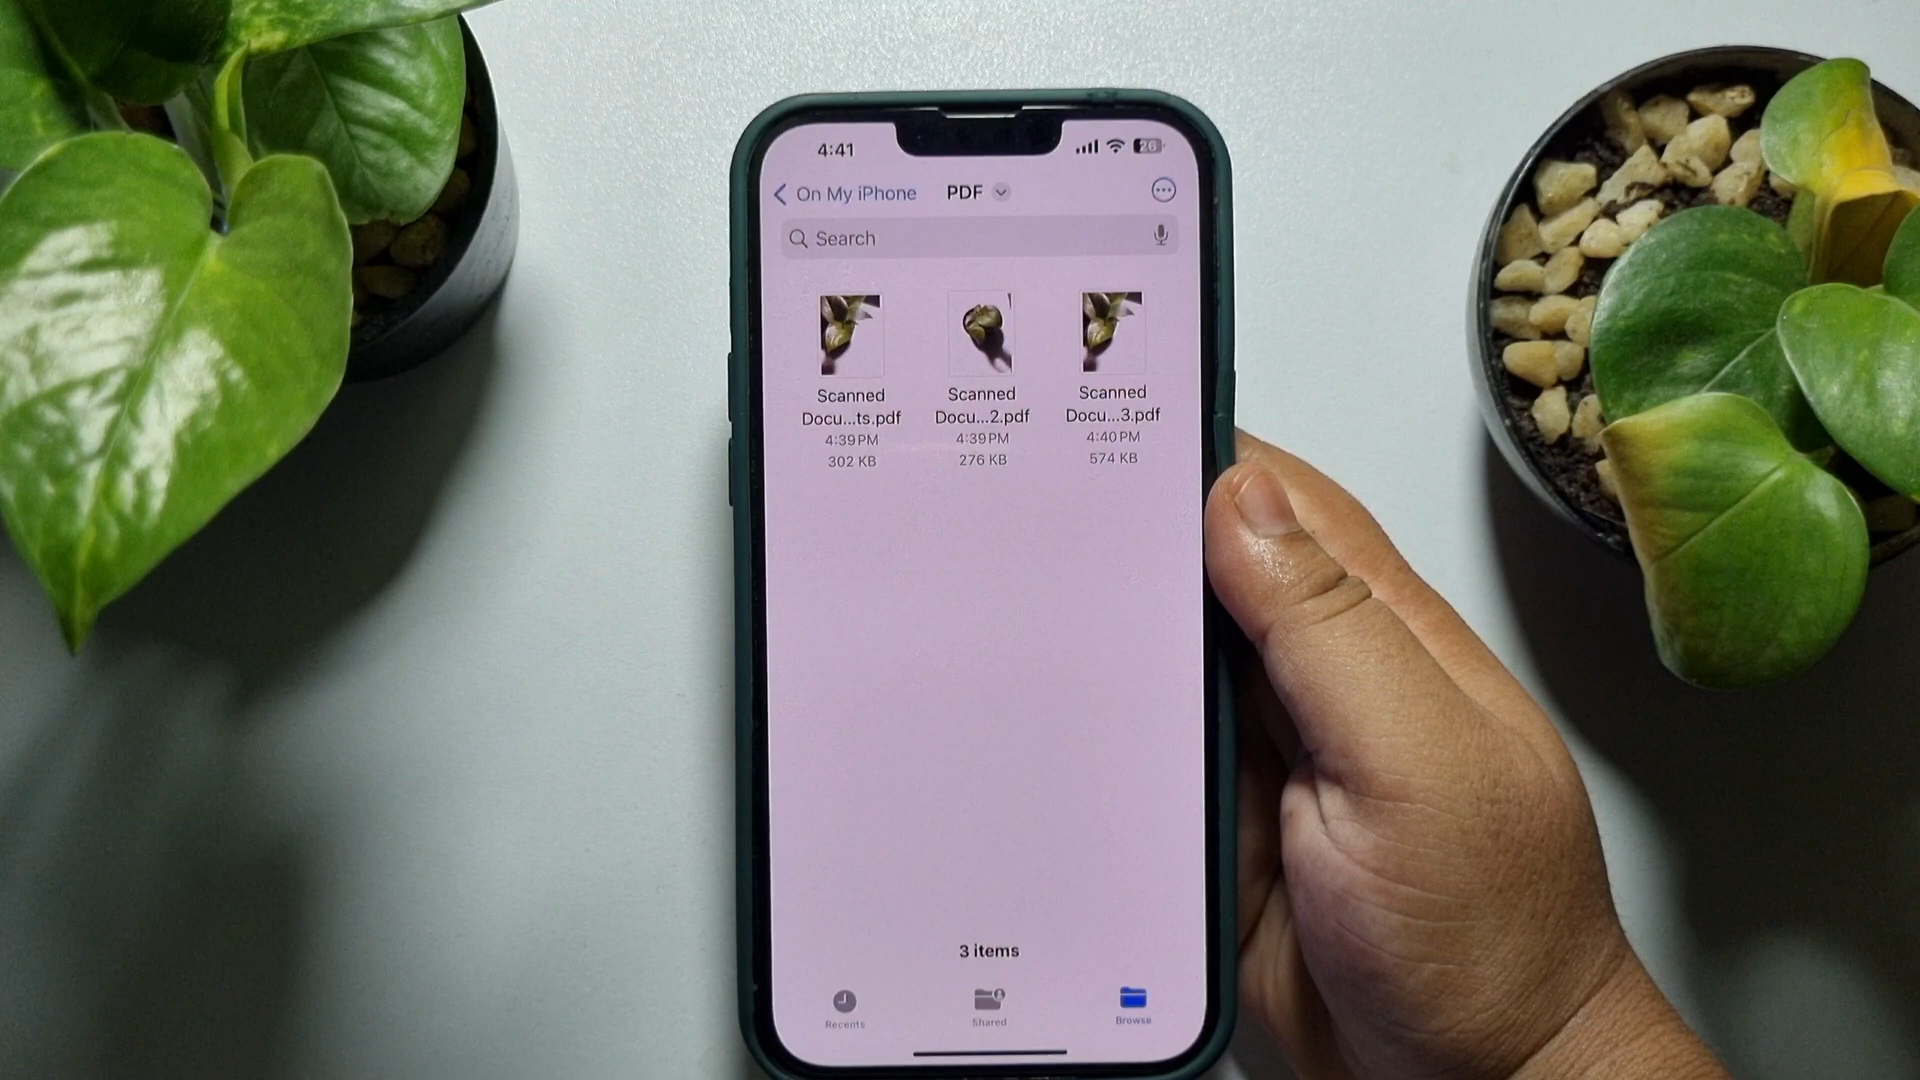 4:41
26
On My iPhone
PDF
Search
Scanned
Docu...ts.pdf
4:39 PM
302 KB
Scanned
Docu...2.pdf
4:39 PM
276 KB
Scanned
Docu...3.pdf
4:40 PM
574 KB
3 items
Recents
Shared
Browse